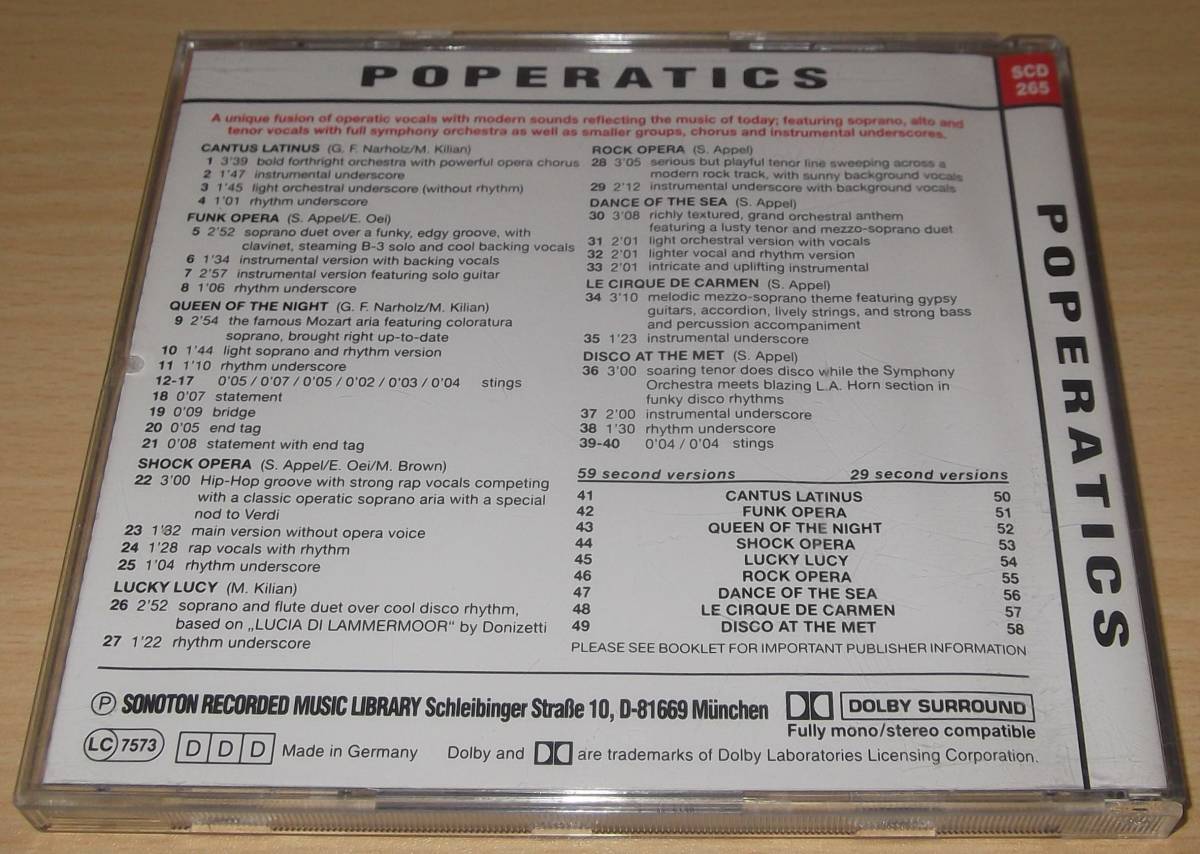 POPERATICS
SCD
265
A unique fusion of operatic vocals with modern sounds reflecting the music of today; featuring soprano, alto and
tenor vocals with full symphony orchestra as well as smaller groups, chorus and instrumental underscores.
CANTUS LATINUS (G. F. Narholz/M. Kilian)
1 3'39 bold forthright orchestra with powerful opera chorus
2 1'47 instrumental underscore
3 1'45 light orchestral underscore (without rhythm)
4 1'01 rhythm underscore
FUNK OPERA (S. Appel/E. Oei)
5 2'52 soprano duet over a funky, edgy groove, with
clavinet, steaming B-3 solo and cool backing vocals
6 1'34 instrumental version with backing vocals
7 2'57 instrumental version featuring solo guitar
8 1'06 rhythm underscore
QUEEN OF THE NIGHT (G. F. Narholz/M. Kilian)
9 2'54 the famous Mozart aria featuring coloratura
soprano, brought right up-to-date
10 1'44 light soprano and rhythm version
11 1'10 rhythm underscore
12-17 0'05 / 0'07 / 0'05 / 0'02 / 0'03 / 0'04 stings
18 0'07 statement
19 0'09 bridge
20 0'05 end tag
21 0'08 statement with end tag
SHOCK OPERA (S. Appel/E. Oei/M. Brown)
22 3'00 Hip-Hop groove with strong rap vocals competing
with a classic operatic soprano aria with a special
nod to Verdi
23 1'32 main version without opera voice
24 1'28 rap vocals with rhythm
25 1'04 rhythm underscore
LUCKY LUCY (M. Kilian)
26 2'52 soprano and flute duet over cool disco rhythm,
based on „LUCIA DI LAMMERMOOR" by Donizetti
27 1'22 rhythm underscore
ROCK OPERA (S. Appel)
28 3'05 serious but playful tenor line sweeping across a
modern rock track, with sunny background vocals
29 2'12 instrumental underscore with background vocals
DANCE OF THE SEA (S. Appel)
30 3'08 richly textured, grand orchestral anthem
featuring a lusty tenor and mezzo-soprano duet
31 2'01 light orchestral version with vocals
32 2'01 lighter vocal and rhythm version
33 2'01 intricate and uplifting instrumental
LE CIRQUE DE CARMEN (S. Appel)
34 3'10 melodic mezzo-soprano theme featuring gypsy
guitars, accordion, lively strings, and strong bass
and percussion accompaniment
35 1'23 instrumental underscore
DISCO AT THE MET (S. Appel)
36 3'00 soaring tenor does disco while the Symphony
Orchestra meets blazing L.A. Horn section in
funky disco rhythms
37 2'00 instrumental underscore
38 1'30 rhythm underscore
39-40 0'04 / 0'04 stings
59 second versions 29 second versions
41 CANTUS LATINUS 50
42 FUNK OPERA 51
43 QUEEN OF THE NIGHT 52
44 SHOCK OPERA 53
45 LUCKY LUCY 54
46 ROCK OPERA 55
47 DANCE OF THE SEA 56
48 LE CIRQUE DE CARMEN 57
49 DISCO AT THE MET 58
PLEASE SEE BOOKLET FOR IMPORTANT PUBLISHER INFORMATION
Ⓟ SONOTON RECORDED MUSIC LIBRARY Schleibinger Straße 10, D-81669 München
DOLBY SURROUND
Fully mono/stereo compatible
LC 7573 D D D Made in Germany Dolby and are trademarks of Dolby Laboratories Licensing Corporation.
POPERATICS